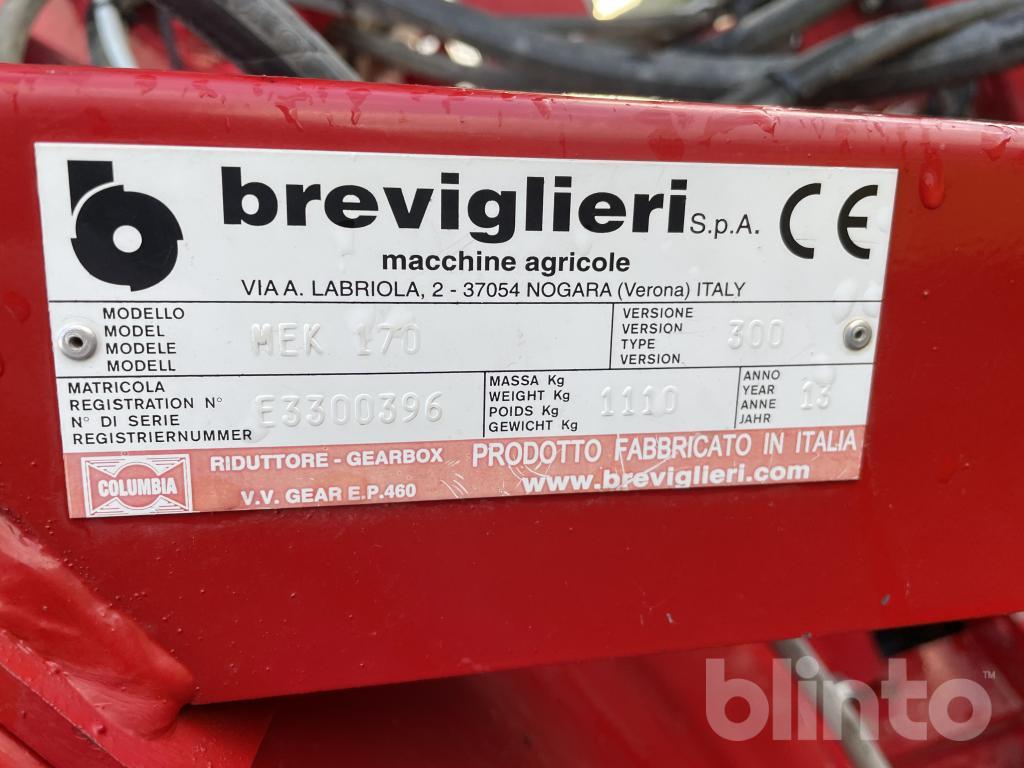 b breviglieri S.p.A. CE
macchine agricole
VIA A. LABRIOLA, 2 - 37054 NOGARA (Verona) ITALY
MODELLO
MODEL
MODELE
MODELL
MEK 170
VERSIONE
VERSION
TYPE
VERSION
300
MATRICOLA
REGISTRATION N°
N° DI SERIE
REGISTRIERNUMMER
E3300396
MASSA Kg
WEIGHT Kg
POIDS Kg
GEWICHT Kg
1110
ANNO
YEAR
ANNE
JAHR
13
COLUMBIA
RIDUTTORE - GEARBOX
V.V. GEAR E.P.460
PRODOTTO FABBRICATO IN ITALIA
www.breviglieri.com
blinto™